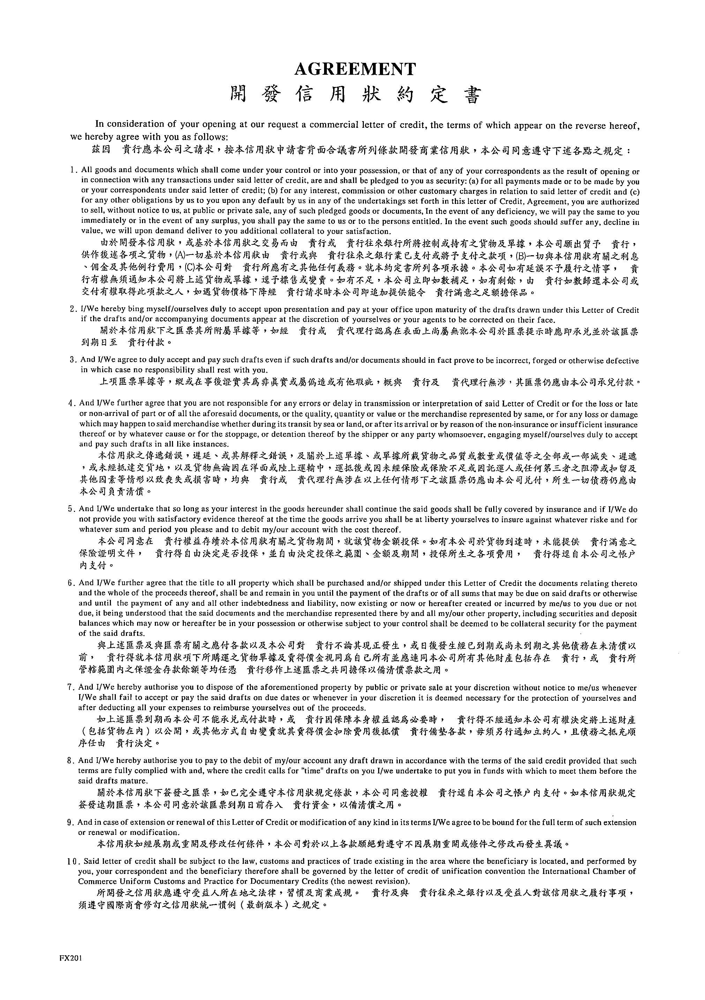 AGREEMENT
開發信用狀約定書
In consideration of your opening at our request a commercial letter of credit, the terms of which appear on the reverse hereof,
we hereby agree with you as follows:
茲因　貴行應本公司之請求，按本信用狀申請書背面合議書所列條款開發商業信用狀，本公司同意遵守下述各點之規定：
1. All goods and documents which shall come under your control or into your possession, or that of any of your correspondents as the result of opening or
in connection with any transactions under said letter of credit, are and shall be pledged to you as security: (a) for all payments made or to be made by you
or your correspondents under said letter of credit; (b) for any interest, commission or other customary charges in relation to said letter of credit and (c)
for any other obligations by us to you upon any default by us in any of the undertakings set forth in this letter of Credit, Agreement, you are authorized
to sell, without notice to us, at public or private sale, any of such pledged goods or documents, In the event of any deficiency, we will pay the same to you
immediately or in the event of any surplus, you shall pay the same to us or to the persons entitled. In the event such goods should suffer any, decline in
value, we will upon demand deliver to you additional collateral to your satisfaction.
由於開發本信用狀，或基於本信用狀之交易而由　貴行或　貴行往來銀行所將控制或持有之貨物及單據，本公司願出質予　貴行，
供作後述各項之貨物，(A)一切基於本信用狀由　貴行或與　貴行往來之銀行業已支付或將予支付之款項，(B)一切與本信用狀有關之利息
、佣金及其他例行費用，(C)本公司對　貴行所應有之其他任何義務。就本約定書所列各項承擔。本公司如有延誤不予履行之情事，　貴
行有權無須通知本公司將上述貨物或單據，逕予標售或變賣。如有不足，本公司立即如數補足，如有剩餘，由　貴行如數歸還本公司或
交付有權取得此項款之人，如遇貨物價格下降經　貴行請求時本公司即追加提供能令　貴行滿意之足額擔保品。
2. I/We hereby bing myself/ourselves duly to accept upon presentation and pay at your office upon maturity of the drafts drawn under this Letter of Credit
if the drafts and/or accompanying documents appear at the discretion of yourselves or your agents to be corrected on their face.
關於本信用狀下之匯票其所附屬單據等，如經　貴行或　貴代理行認為在表面上尚屬無訛本公司於匯票提示時應即承兌並於該匯票
到期日至　貴行付款。
3. And I/We agree to duly accept and pay such drafts even if such drafts and/or documents should in fact prove to be incorrect, forged or otherwise defective
in which case no responsibility shall rest with you.
上項匯票單據等，縱或在事後證實其為非真實或屬偽造或有他瑕疵，概與　貴行及　貴代理行無涉，其匯票仍應由本公司承兌付款。
4. And I/We further agree that you are not responsible for any errors or delay in transmission or interpretation of said Letter of Credit or for the loss or late
or non-arrival of part or of all the aforesaid documents, or the quality, quantity or value or the merchandise represented by same, or for any loss or damage
which may happen to said merchandise whether during its transit by sea or land, or after its arrival or by reason of the non-insurance or insufficient insurance
thereof or by whatever cause or for the stoppage, or detention thereof by the shipper or any party whomsoever, engaging myself/ourselves duly to accept
and pay such drafts in all like instances.
本信用狀之傳遞錯誤，遲延、或其解釋之錯誤，及關於上述單據、或單據所載貨物之品質或數量或價值等之全部或一部滅失、遲遞
，或未經抵達交貨地，以及貨物無論因在洋面或陸上運輸中，運抵後或因未經保險或保險不足或因託運人或任何第三者之阻滯或扣留及
其他因素等情形以致喪失或損害時，均與　貴行或　貴代理行無涉在以上任何情形下之該匯票仍應由本公司兌付，所生一切債務仍應由
本公司負責清償。
5. And I/We undertake that so long as your interest in the goods hereunder shall continue the said goods shall be fully covered by insurance and if I/We do
not provide you with satisfactory evidence thereof at the time the goods arrive you shall be at liberty yourselves to insure against whatever riske and for
whatever sum and period you please and to debit my/our account with the cost thereof.
本公司同意在　貴行權益存續於本信用狀有關之貨物期間，就該貨物金額投保。如有本公司於貨物到達時，未能提供　貴行滿意之
保險證明文件，　貴行得自由決定是否投保，並自由決定投保之範圍、金額及期間，投保所生之各項費用，　貴行得逕自本公司之帳戶
內支付。
6. And I/We further agree that the title to all property which shall be purchased and/or shipped under this Letter of Credit the documents relating thereto
and the whole of the proceeds thereof, shall be and remain in you until the payment of the drafts or of all sums that may be due on said drafts or otherwise
and until the payment of any and all other indebtedness and liability, now existing or now or hereafter created or incurred by me/us to you due or not
due, it being understood that the said documents and the merchandise represented there by and all my/our other property, including securities and deposit
balances which may now or hereafter be in your possession or otherwise subject to your control shall be deemed to be collateral security for the payment
of the said drafts.
與上述匯票及與匯票有關之應付各款以及本公司對　貴行不論其現正發生，或日後發生經已到期或尚未到期之其他債務在未清償以
前，　貴行得就本信用狀項下所購運之貨物單據及賣得價金視同為自己所有並應連同本公司所有其他財產包括存在　貴行，或　貴行所
管轄範圍內之保證金存款餘額等均任憑　貴行移作上述匯票之共同擔保以備清償票款之用。
7. And I/We hereby authorise you to dispose of the aforementioned property by public or private sale at your discretion without notice to me/us whenever
I/We shall fail to accept or pay the said drafts on due dates or whenever in your discretion it is deemed necessary for the protection of yourselves and
after deducting all your expenses to reimburse yourselves out of the proceeds.
如上述匯票到期而本公司不能承兌或付款時，或　貴行因保障本身權益認為必要時，　貴行得不經通知本公司有權決定將上述財產
（包括貨物在內）以公開，或其他方式自由變賣就其賣得價金扣除費用後抵償　貴行備墊各款，毋須另行通知立約人，且債務之抵充順
序任由　貴行決定。
8. And I/We hereby authorise you to pay to the debit of my/our account any draft drawn in accordance with the terms of the said credit provided that such
terms are fully complied with and, where the credit calls for "time" drafts on you I/we undertake to put you in funds with which to meet them before the
said drafts mature.
關於本信用狀下簽發之匯票，如已完全遵守本信用狀規定條款，本公司同意授權　貴行逕自本公司之帳戶內支付。如本信用狀規定
簽發遠期匯票，本公司同意於該匯票到期日前存入　貴行資金，以備清償之用。
9. And in case of extension or renewal of this Letter of Credit or modification of any kind in its terms I/We agree to be bound for the full term of such extension
or renewal or modification.
本信用狀如經展期或重開及修改任何條件，本公司對於以上各款願絕對遵守不因展期重開或條件之修改而發生異議。
10. Said letter of credit shall be subject to the law, customs and practices of trade existing in the area where the beneficiary is located, and performed by
you, your correspondent and the beneficiary therefore shall be governed by the letter of credit of unification convention the International Chamber of
Commerce Uniform Customs and Practice for Documentary Credits (the newest revision).
所開發之信用狀應遵守受益人所在地之法律，習慣及商業成規。　貴行及與　貴行往來之銀行以及受益人對該信用狀之履行事項，
須遵守國際商會修訂之信用狀統一慣例（最新版本）之規定。
FX201